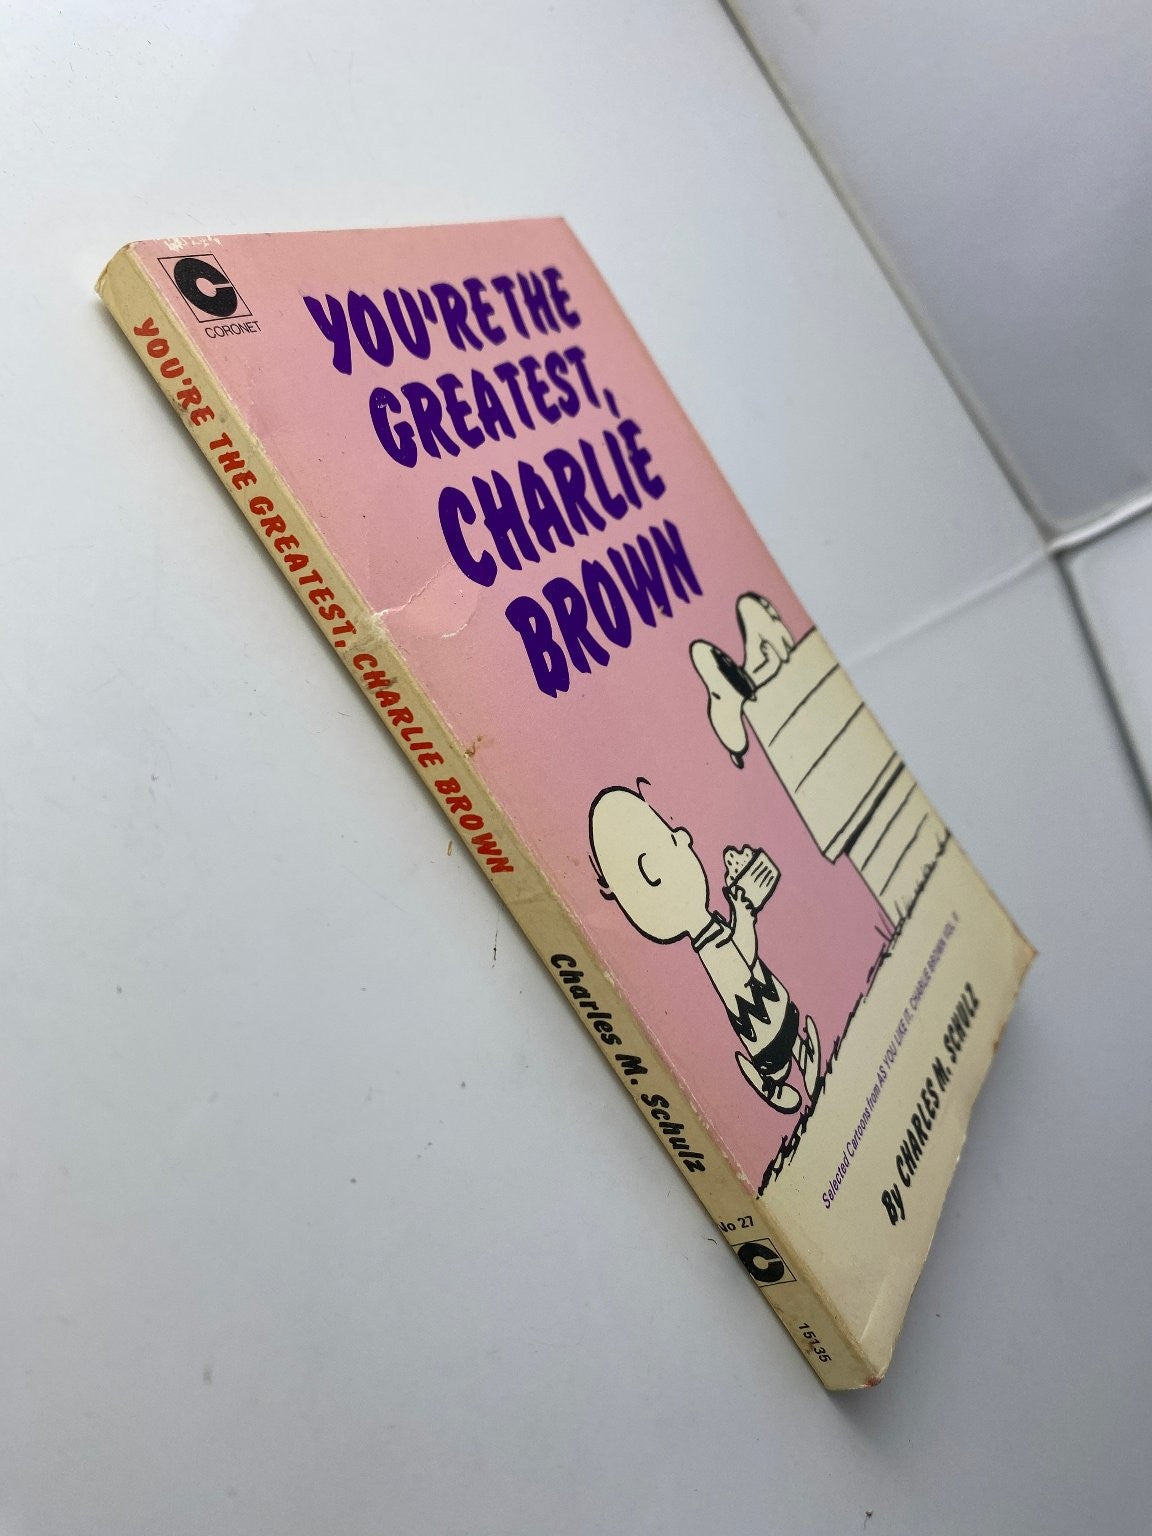 CORONET
YOU'RE THE
GREATEST,
CHARLIE
BROWN
Selected Cartoons from AS YOU LIKE IT, CHARLIE BROWN VOL. II
By CHARLES M. SCHULZ
YOU'RE THE GREATEST, CHARLIE BROWN
Charles M. Schulz
No 27
15135